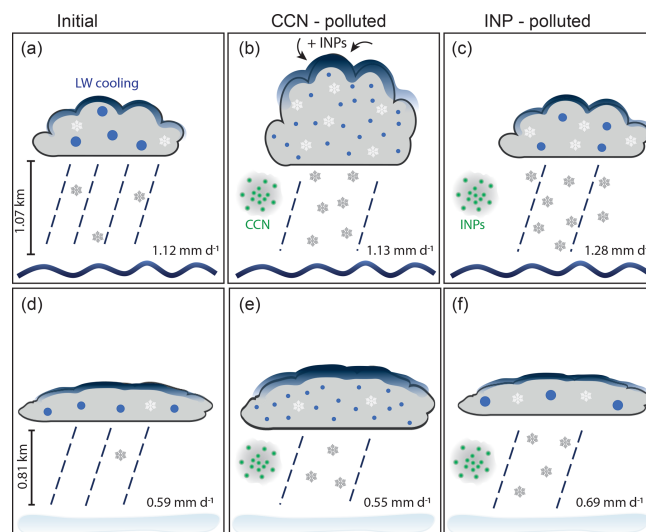 Initial
CCN - polluted
INP - polluted
(a)
LW cooling
1.07 km
1.12 mm d⁻¹
(b)
+ INPs
CCN
1.13 mm d⁻¹
(c)
INPs
1.28 mm d⁻
(d)
0.81 km
0.59 mm d⁻¹
(e)
0.55 mm d⁻¹
(f)
0.69 mm d⁻¹